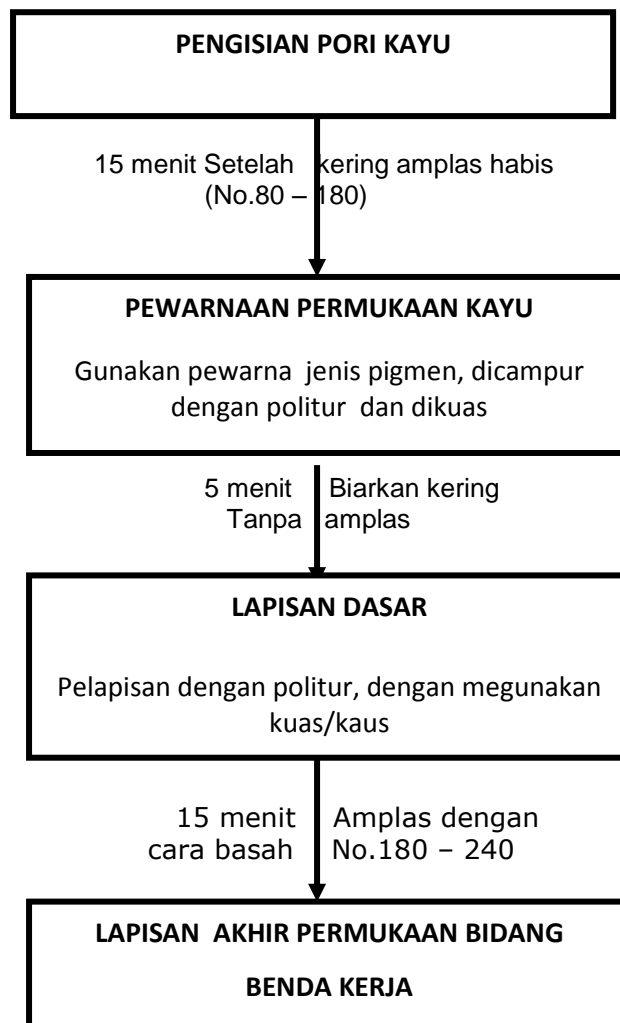 PENGISIAN PORI KAYU
15 menit Setelah kering amplas habis
(No.80 – 180)
PEWARNAAN PERMUKAAN KAYU
Gunakan pewarna jenis pigmen, dicampur
dengan politur dan dikuas
5 menit Biarkan kering
Tanpa amplas
LAPISAN DASAR
Pelapisan dengan politur, dengan megunakan
kuas/kaus
15 menit Amplas dengan
cara basah No.180 – 240
LAPISAN AKHIR PERMUKAAN BIDANG
BENDA KERJA